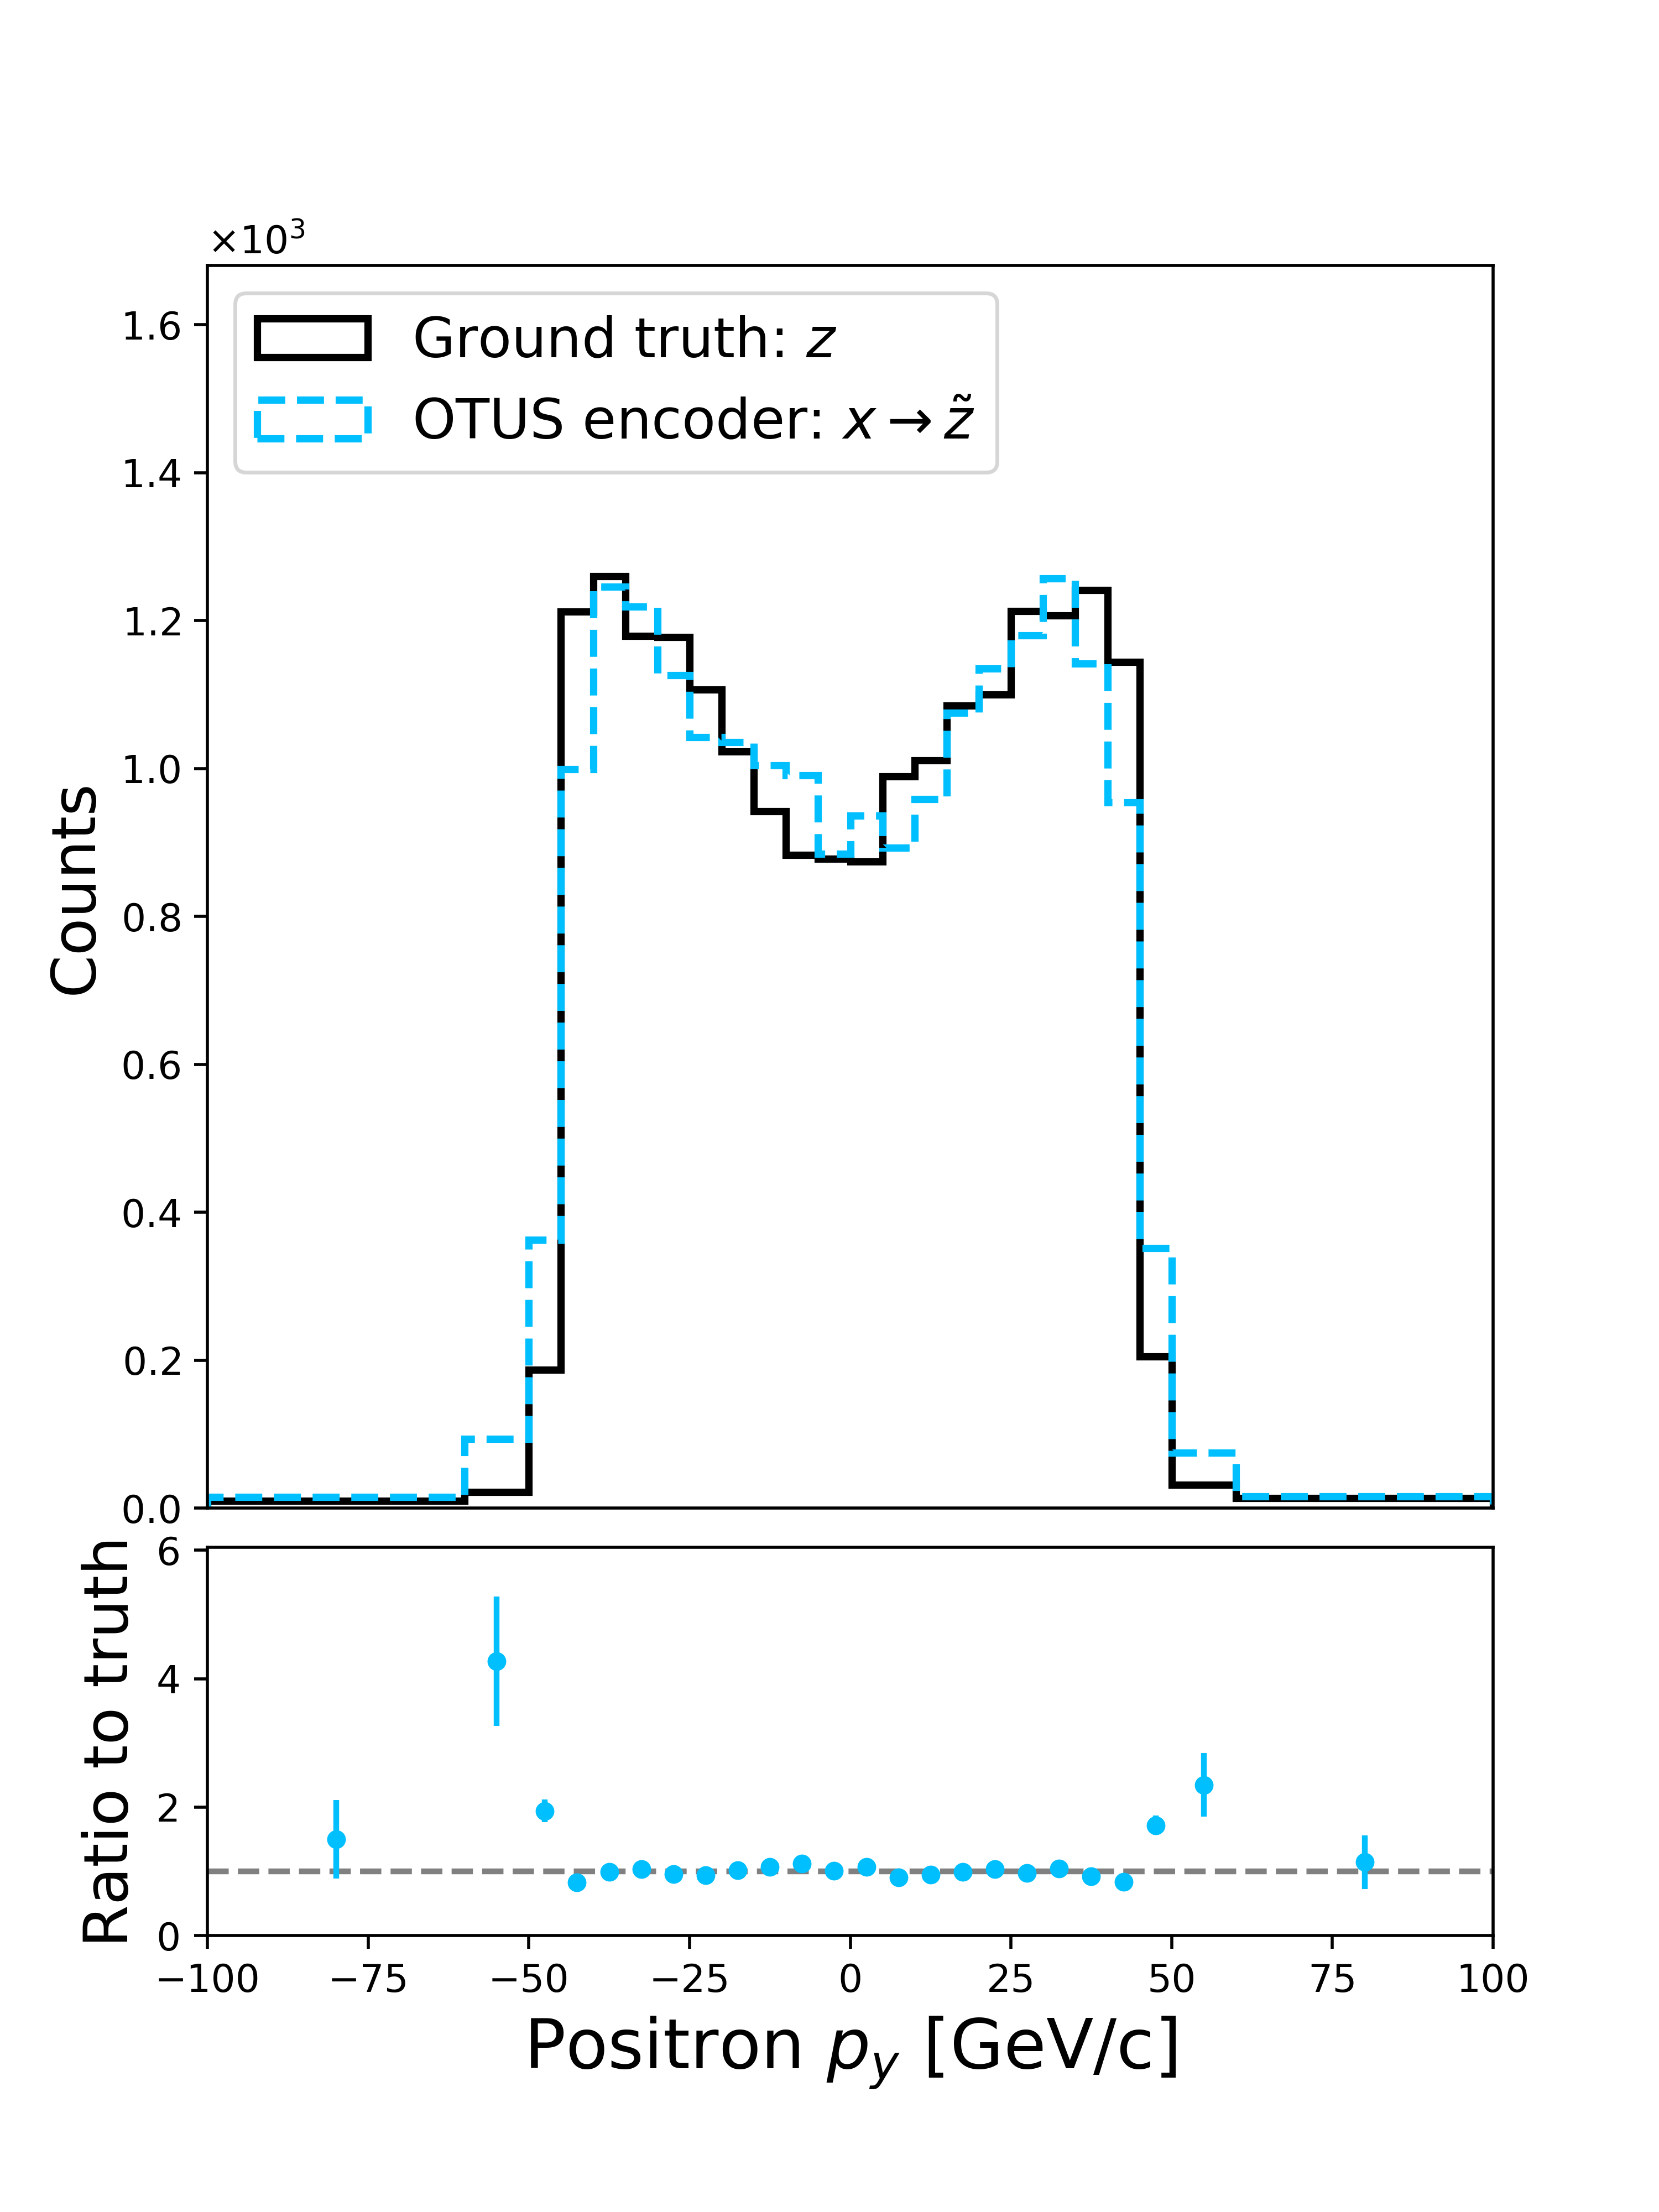 ×10³
1.6
1.4
1.2
1.0
0.8
0.6
0.4
0.2
0.0
Counts
Ground truth: z
OTUS encoder: x → z̃
6
4
2
0
Ratio to truth
−100 −75 −50 −25 0 25 50 75 100
Positron p_y [GeV/c]